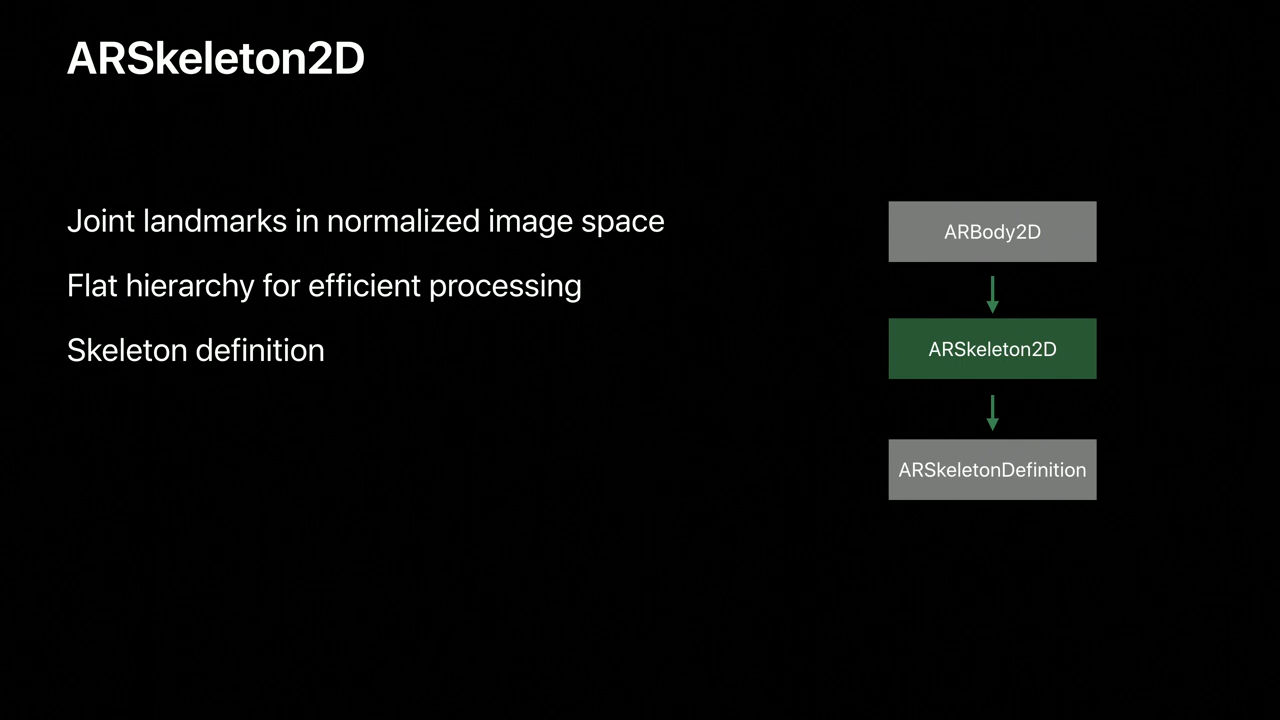 ARSkeleton2D
Joint landmarks in normalized image space
Flat hierarchy for efficient processing
Skeleton definition
ARBody2D
ARSkeleton2D
ARSkeletonDefinition